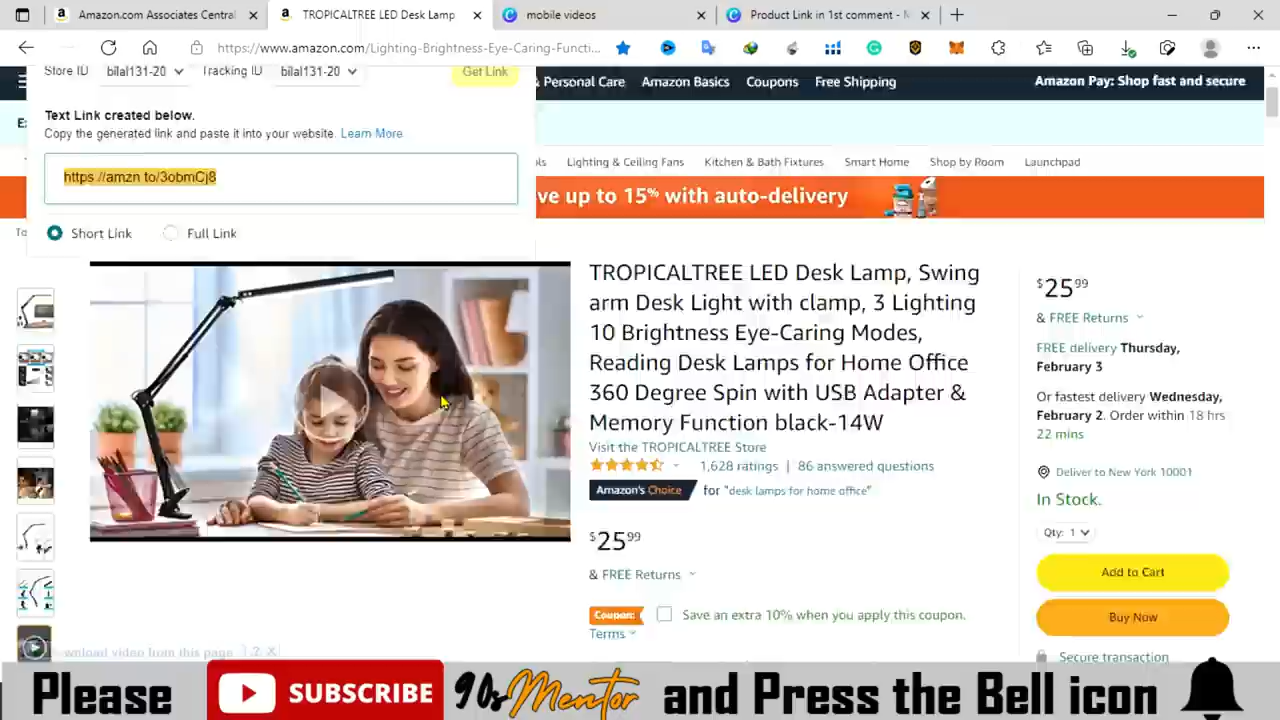 Amazon.com Associates Central
TROPICALTREE LED Desk Lamp
mobile videos
Product Link in 1st comment -
https://www.amazon.com/Lighting-Brightness-Eye-Caring-Functi...
Store ID bilal131-20 Tracking ID bilal131-20 Get Link
Personal Care Amazon Basics Coupons Free Shipping Amazon Pay: Shop fast and secure
Text Link created below.
Copy the generated link and paste it into your website. Learn More
Lighting & Ceiling Fans Kitchen & Bath Fixtures Smart Home Shop by Room Launchpad
https://amzn.to/3obmCj8
ve up to 15% with auto-delivery
Short Link Full Link
TROPICALTREE LED Desk Lamp, Swing
arm Desk Light with clamp, 3 Lighting
10 Brightness Eye-Caring Modes,
Reading Desk Lamps for Home Office
360 Degree Spin with USB Adapter &
Memory Function black-14W
Visit the TROPICALTREE Store
1,628 ratings | 86 answered questions
Amazon's Choice for "desk lamps for home office"
$25.99
& FREE Returns
Coupon: Save an extra 10% when you apply this coupon.
Terms
$25.99
& FREE Returns
FREE delivery Thursday,
February 3
Or fastest delivery Wednesday,
February 2. Order within 18 hrs
22 mins
Deliver to New York 10001
In Stock.
Qty: 1
Add to Cart
Buy Now
Secure transaction
wnload video from this page ? X
Please SUBSCRIBE 90s Mentor and Press the Bell icon